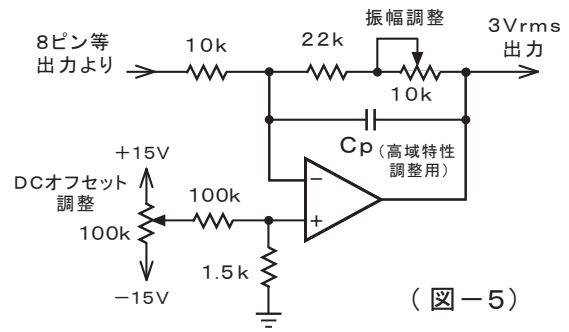 8ピン等
出力より
10k
22k
振幅調整
10k
3Vrms
出力
Cp (高域特性
調整用)
+15V
DCオフセット
調整
100k
100k
−
+
1.5k
−15V
(図−5)